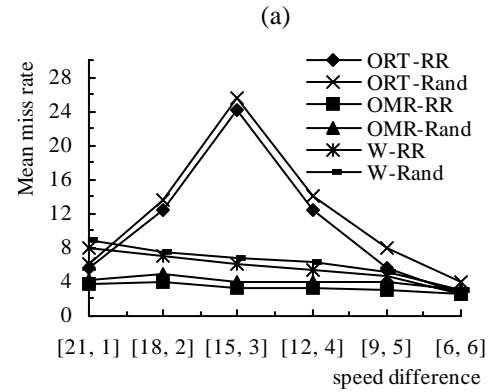 (a)
Mean miss rate
28
24
20
16
12
8
4
0
ORT-RR
ORT-Rand
OMR-RR
OMR-Rand
W-RR
W-Rand
[21, 1] [18, 2] [15, 3] [12, 4] [9, 5] [6, 6]
speed difference